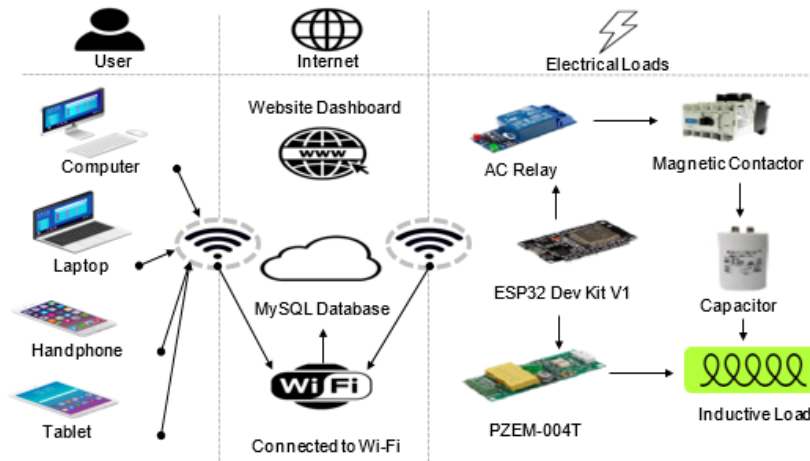 User
Internet
Electrical Loads
Website Dashboard
WWW
Computer
AC Relay
Magnetic Contactor
Laptop
MySQL Database
ESP32 Dev Kit V1
Capacitor
Handphone
WiFi
Tablet
Connected to Wi-Fi
PZEM-004T
Inductive Load